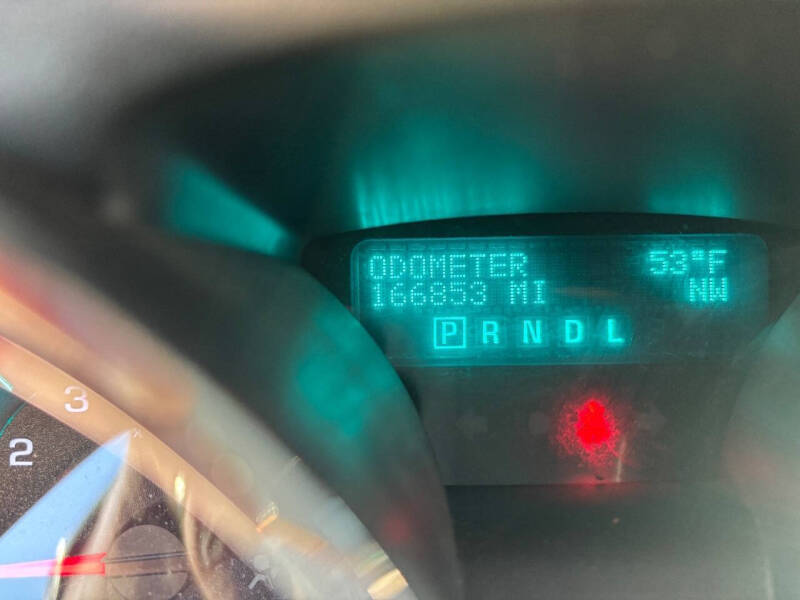 ODOMETER 53°F
166853 MI NW
P R N D L
3
2